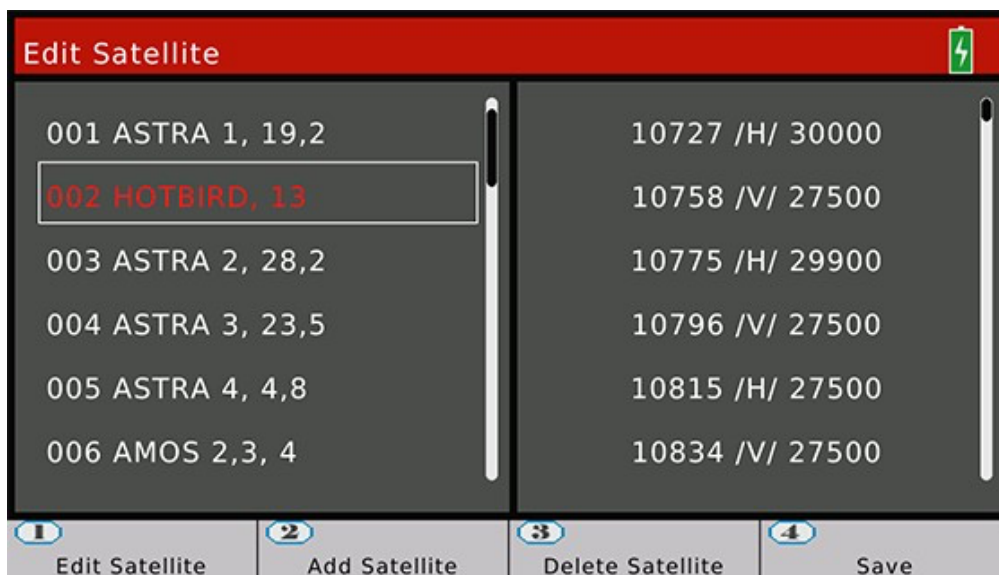 Edit Satellite
001 ASTRA 1, 19,2
002 HOTBIRD, 13
003 ASTRA 2, 28,2
004 ASTRA 3, 23,5
005 ASTRA 4, 4,8
006 AMOS 2,3, 4
10727 /H/ 30000
10758 /V/ 27500
10775 /H/ 29900
10796 /V/ 27500
10815 /H/ 27500
10834 /V/ 27500
1 Edit Satellite
2 Add Satellite
3 Delete Satellite
4 Save